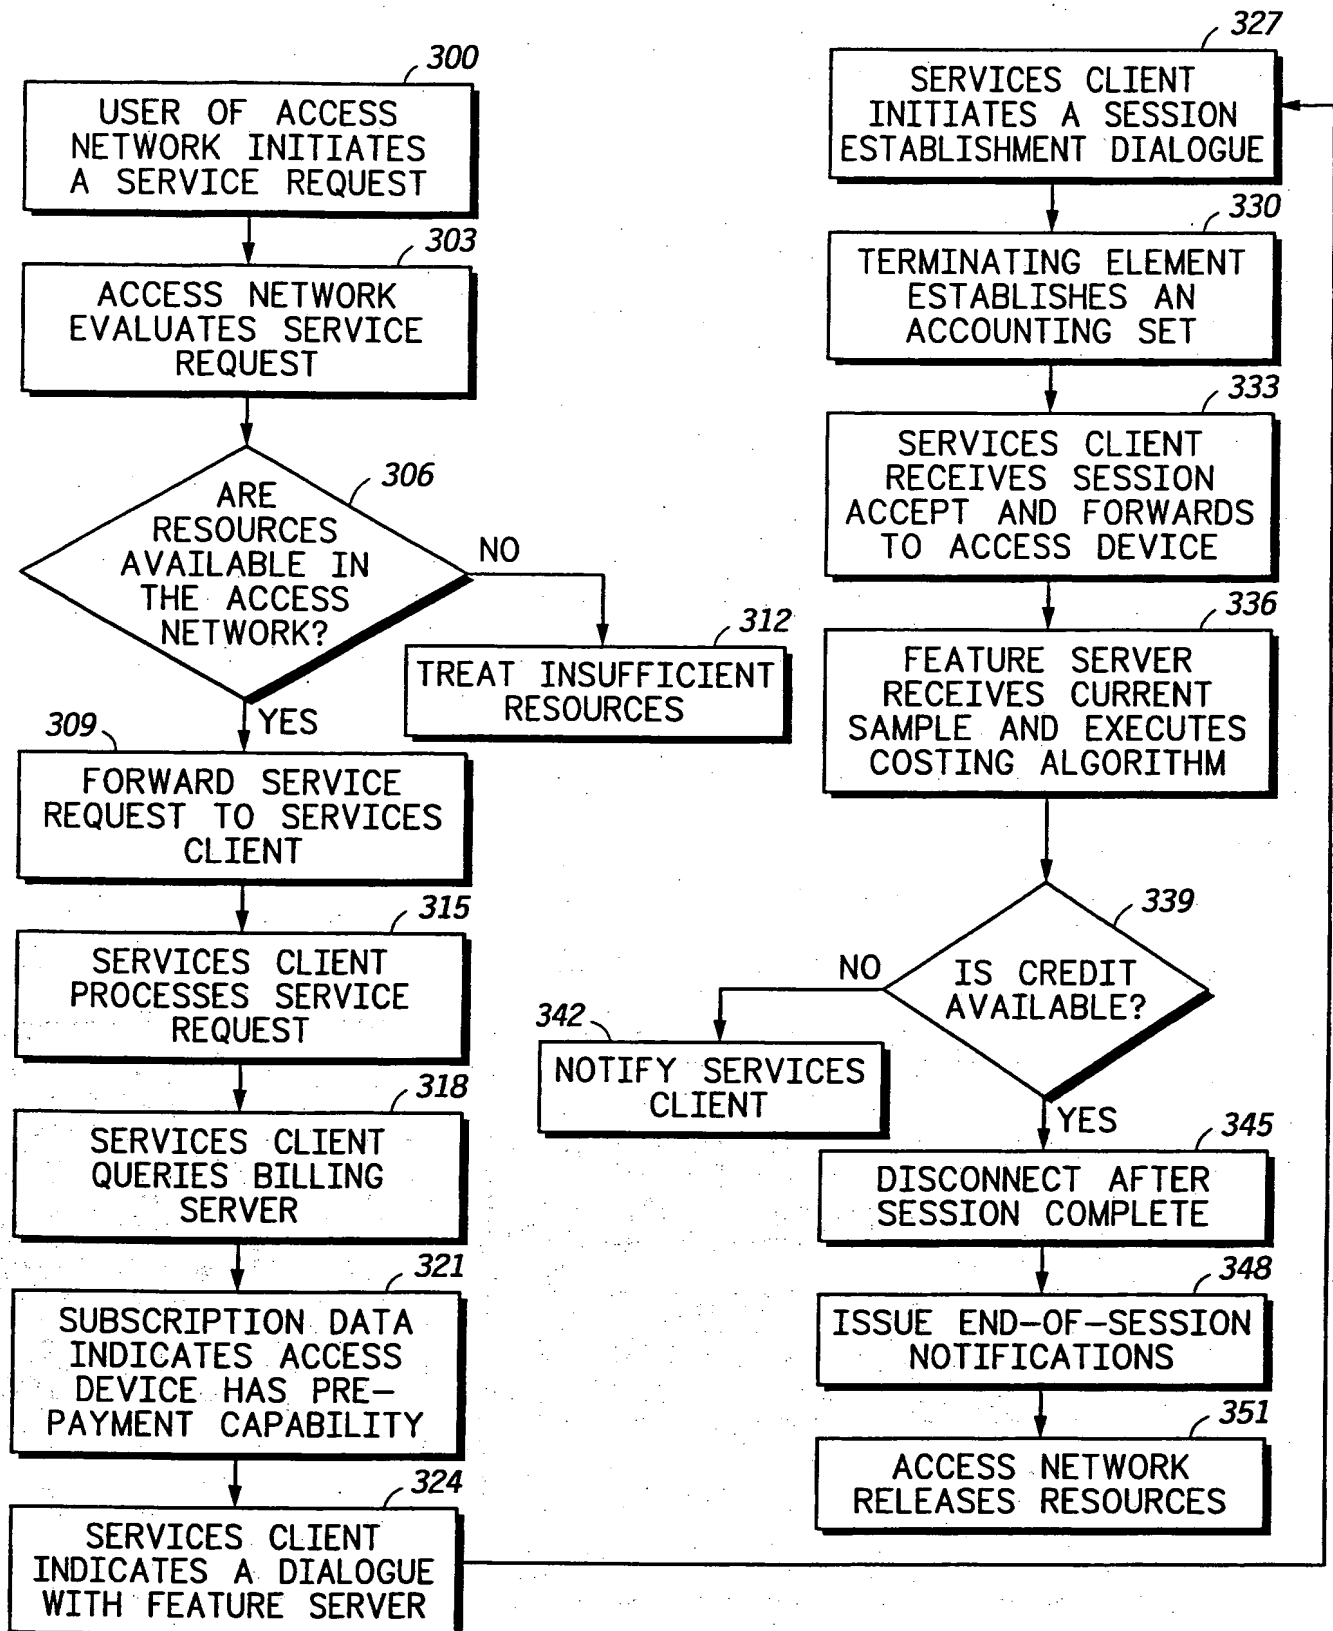 300
USER OF ACCESS
NETWORK INITIATES
A SERVICE REQUEST
303
ACCESS NETWORK
EVALUATES SERVICE
REQUEST
306
ARE
RESOURCES
AVAILABLE IN
THE ACCESS
NETWORK?
NO
312
TREAT INSUFFICIENT
RESOURCES
YES
309
FORWARD SERVICE
REQUEST TO SERVICES
CLIENT
315
SERVICES CLIENT
PROCESSES SERVICE
REQUEST
318
SERVICES CLIENT
QUERIES BILLING
SERVER
321
SUBSCRIPTION DATA
INDICATES ACCESS
DEVICE HAS PRE-
PAYMENT CAPABILITY
324
SERVICES CLIENT
INDICATES A DIALOGUE
WITH FEATURE SERVER
327
SERVICES CLIENT
INITIATES A SESSION
ESTABLISHMENT DIALOGUE
330
TERMINATING ELEMENT
ESTABLISHES AN
ACCOUNTING SET
333
SERVICES CLIENT
RECEIVES SESSION
ACCEPT AND FORWARDS
TO ACCESS DEVICE
336
FEATURE SERVER
RECEIVES CURRENT
SAMPLE AND EXECUTES
COSTING ALGORITHM
339
IS CREDIT
AVAILABLE?
NO
342
NOTIFY SERVICES
CLIENT
YES
345
DISCONNECT AFTER
SESSION COMPLETE
348
ISSUE END-OF-SESSION
NOTIFICATIONS
351
ACCESS NETWORK
RELEASES RESOURCES